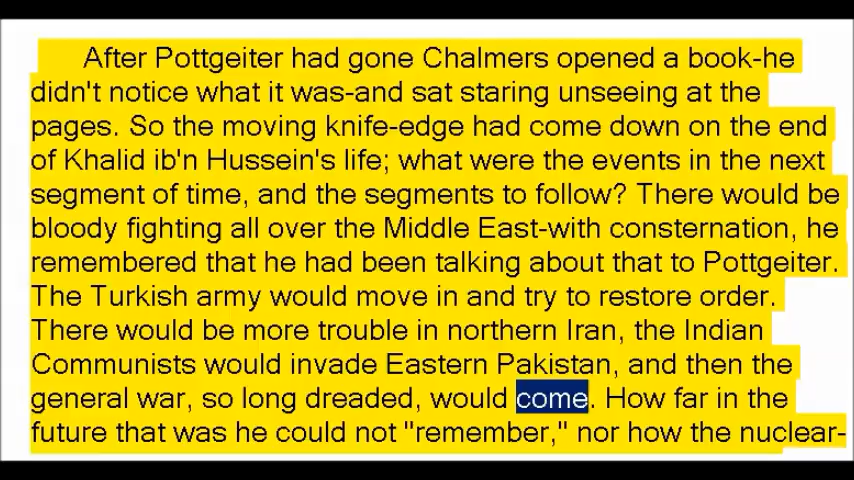 After Pottgeiter had gone Chalmers opened a book-he
didn't notice what it was-and sat staring unseeing at the
pages. So the moving knife-edge had come down on the end
of Khalid ib'n Hussein's life; what were the events in the next
segment of time, and the segments to follow? There would be
bloody fighting all over the Middle East-with consternation, he
remembered that he had been talking about that to Pottgeiter.
The Turkish army would move in and try to restore order.
There would be more trouble in northern Iran, the Indian
Communists would invade Eastern Pakistan, and then the
general war, so long dreaded, would come. How far in the
future that was he could not "remember," nor how the nuclear-